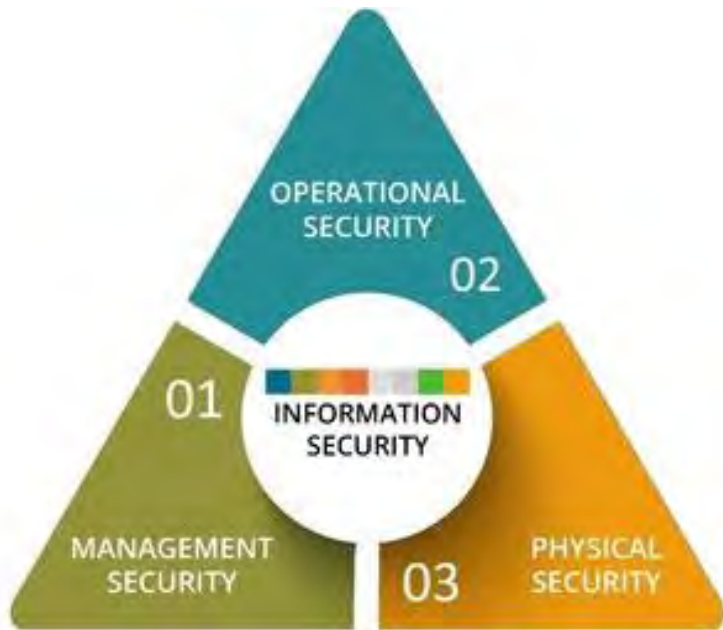 OPERATIONAL
SECURITY
02
01
INFORMATION
SECURITY
MANAGEMENT
SECURITY
03
PHYSICAL
SECURITY